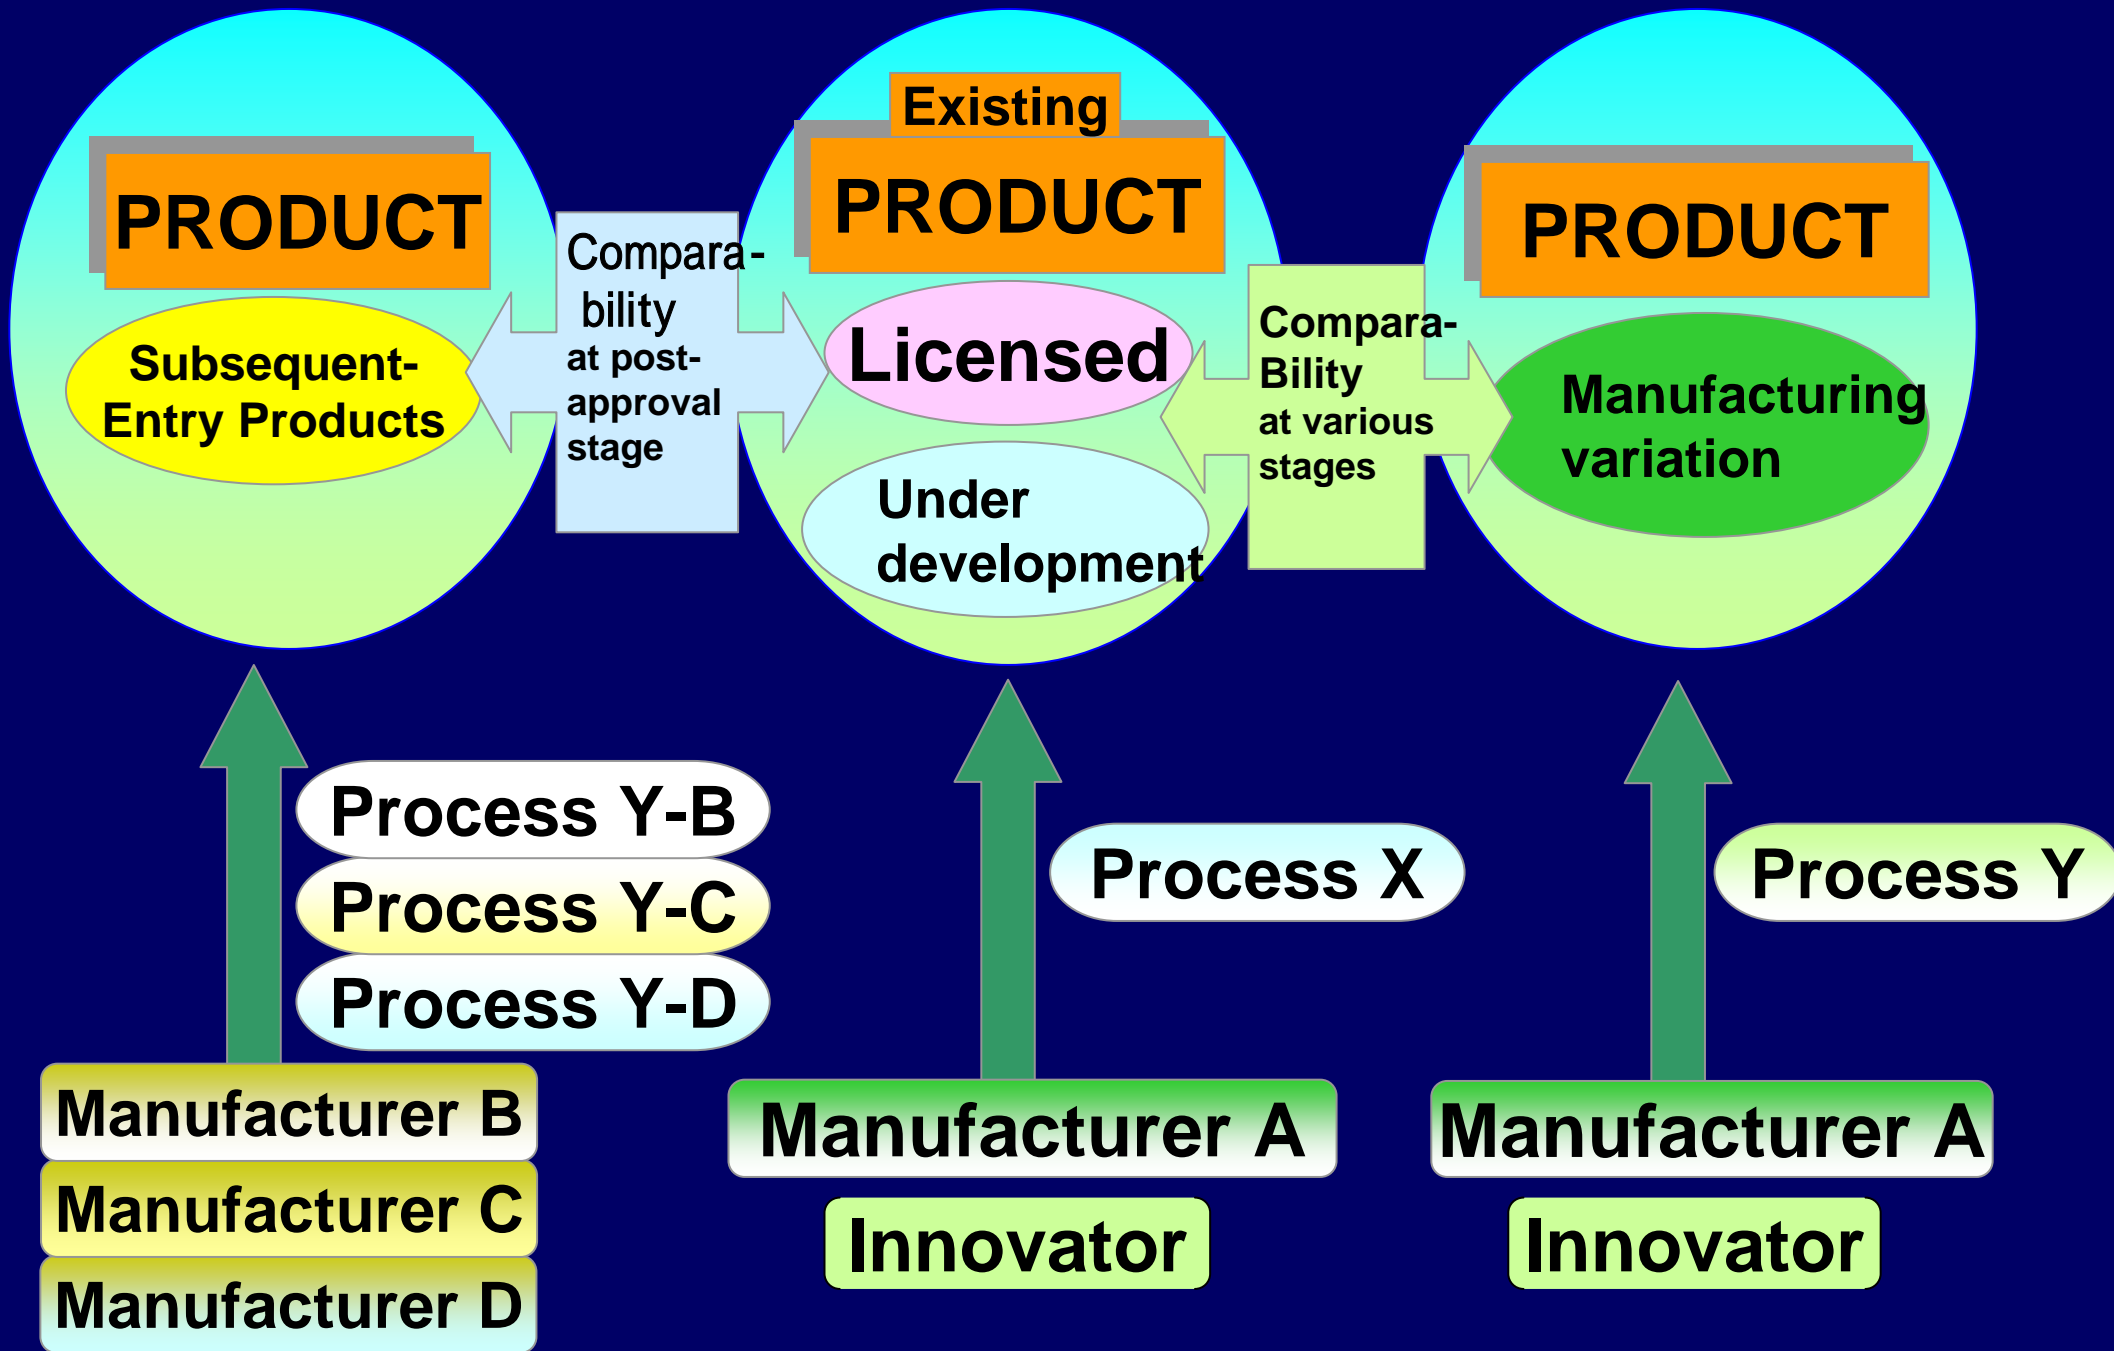 PRODUCT
Subsequent-
Entry Products
Compara-
bility
at post-
approval
stage
Existing
PRODUCT
Licensed
Under
development
Compara-
Bility
at various
stages
PRODUCT
Manufacturing
variation
Process Y-B
Process Y-C
Process Y-D
Process X
Process Y
Manufacturer B
Manufacturer C
Manufacturer D
Manufacturer A
Innovator
Manufacturer A
Innovator